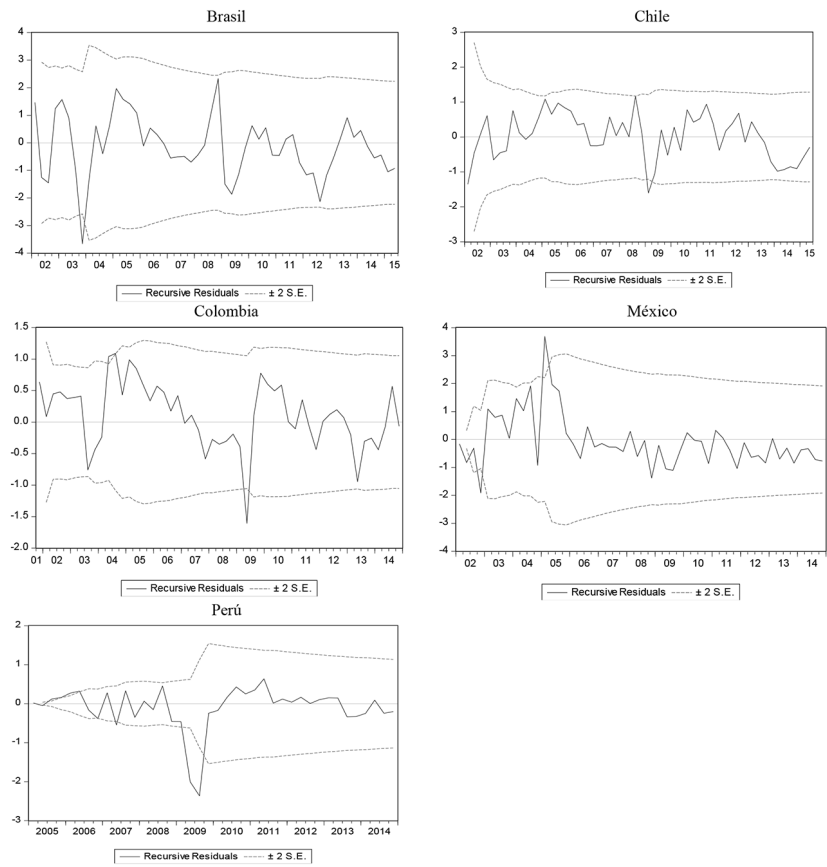 Brasil
3
2
1
0
-1
-2
-3
-4
02 03 04 05 06 07 08 09 10 11 12 13 14 15
Recursive Residuals ± 2 S.E.
Chile
3
2
1
0
-1
-2
-3
02 03 04 05 06 07 08 09 10 11 12 13 14 15
Recursive Residuals ± 2 S.E.
Colombia
1.5
1.0
0.5
0.0
-0.5
-1.0
-1.5
-2.0
01 02 03 04 05 06 07 08 09 10 11 12 13 14
Recursive Residuals ± 2 S.E.
México
4
3
2
1
0
-1
-2
-3
-4
02 03 04 05 06 07 08 09 10 11 12 13 14
Recursive Residuals ± 2 S.E.
Perú
2
1
0
-1
-2
-3
2005 2006 2007 2008 2009 2010 2011 2012 2013 2014
Recursive Residuals ± 2 S.E.